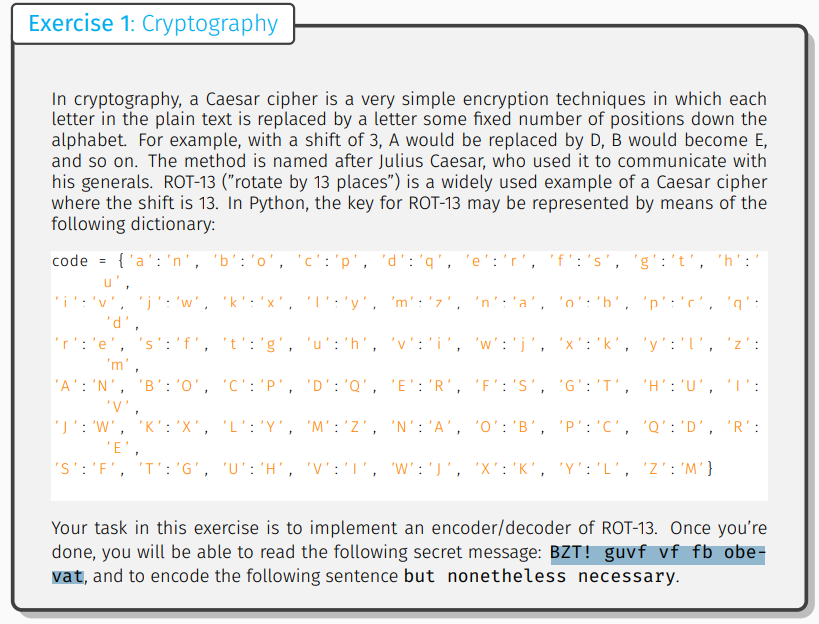 Exercise 1: Cryptography
In cryptography, a Caesar cipher is a very simple encryption techniques in which each
letter in the plain text is replaced by a letter some fixed number of positions down the
alphabet. For example, with a shift of 3, A would be replaced by D, B would become E,
and so on. The method is named after Julius Caesar, who used it to communicate with
his generals. ROT-13 ("rotate by 13 places") is a widely used example of a Caesar cipher
where the shift is 13. In Python, the key for ROT-13 may be represented by means of the
following dictionary:
code = {'a':'n', 'b':'o', 'c':'p', 'd':'q', 'e':'r', 'f':'s', 'g':'t', 'h':'
u',
'i':'v', 'j':'w', 'k':'x', 'l':'y', 'm':'z', 'n':'a', 'o':'b', 'p':'c', 'q':
'd',
'r':'e', 's':'f', 't':'g', 'u':'h', 'v':'i', 'w':'j', 'x':'k', 'y':'l', 'z':
'm',
'A':'N', 'B':'O', 'C':'P', 'D':'Q', 'E':'R', 'F':'S', 'G':'T', 'H':'U', 'I':
'V',
'J':'W', 'K':'X', 'L':'Y', 'M':'Z', 'N':'A', 'O':'B', 'P':'C', 'Q':'D', 'R':
'E',
'S':'F', 'T':'G', 'U':'H', 'V':'I', 'W':'J', 'X':'K', 'Y':'L', 'Z':'M'}
Your task in this exercise is to implement an encoder/decoder of ROT-13. Once you're
done, you will be able to read the following secret message: BZT! guvf vf fb obe-
vat, and to encode the following sentence but nonetheless necessary.